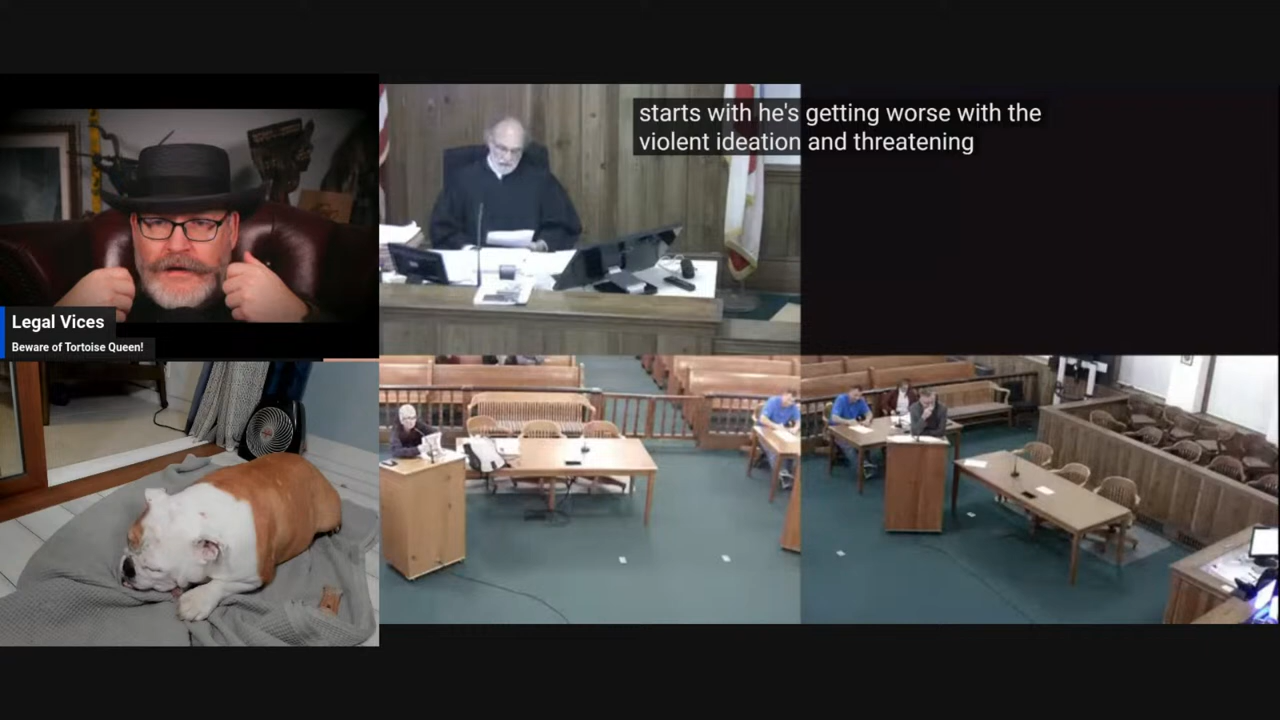 starts with he's getting worse with the
violent ideation and threatening
Legal Vices
Beware of Tortoise Queen!